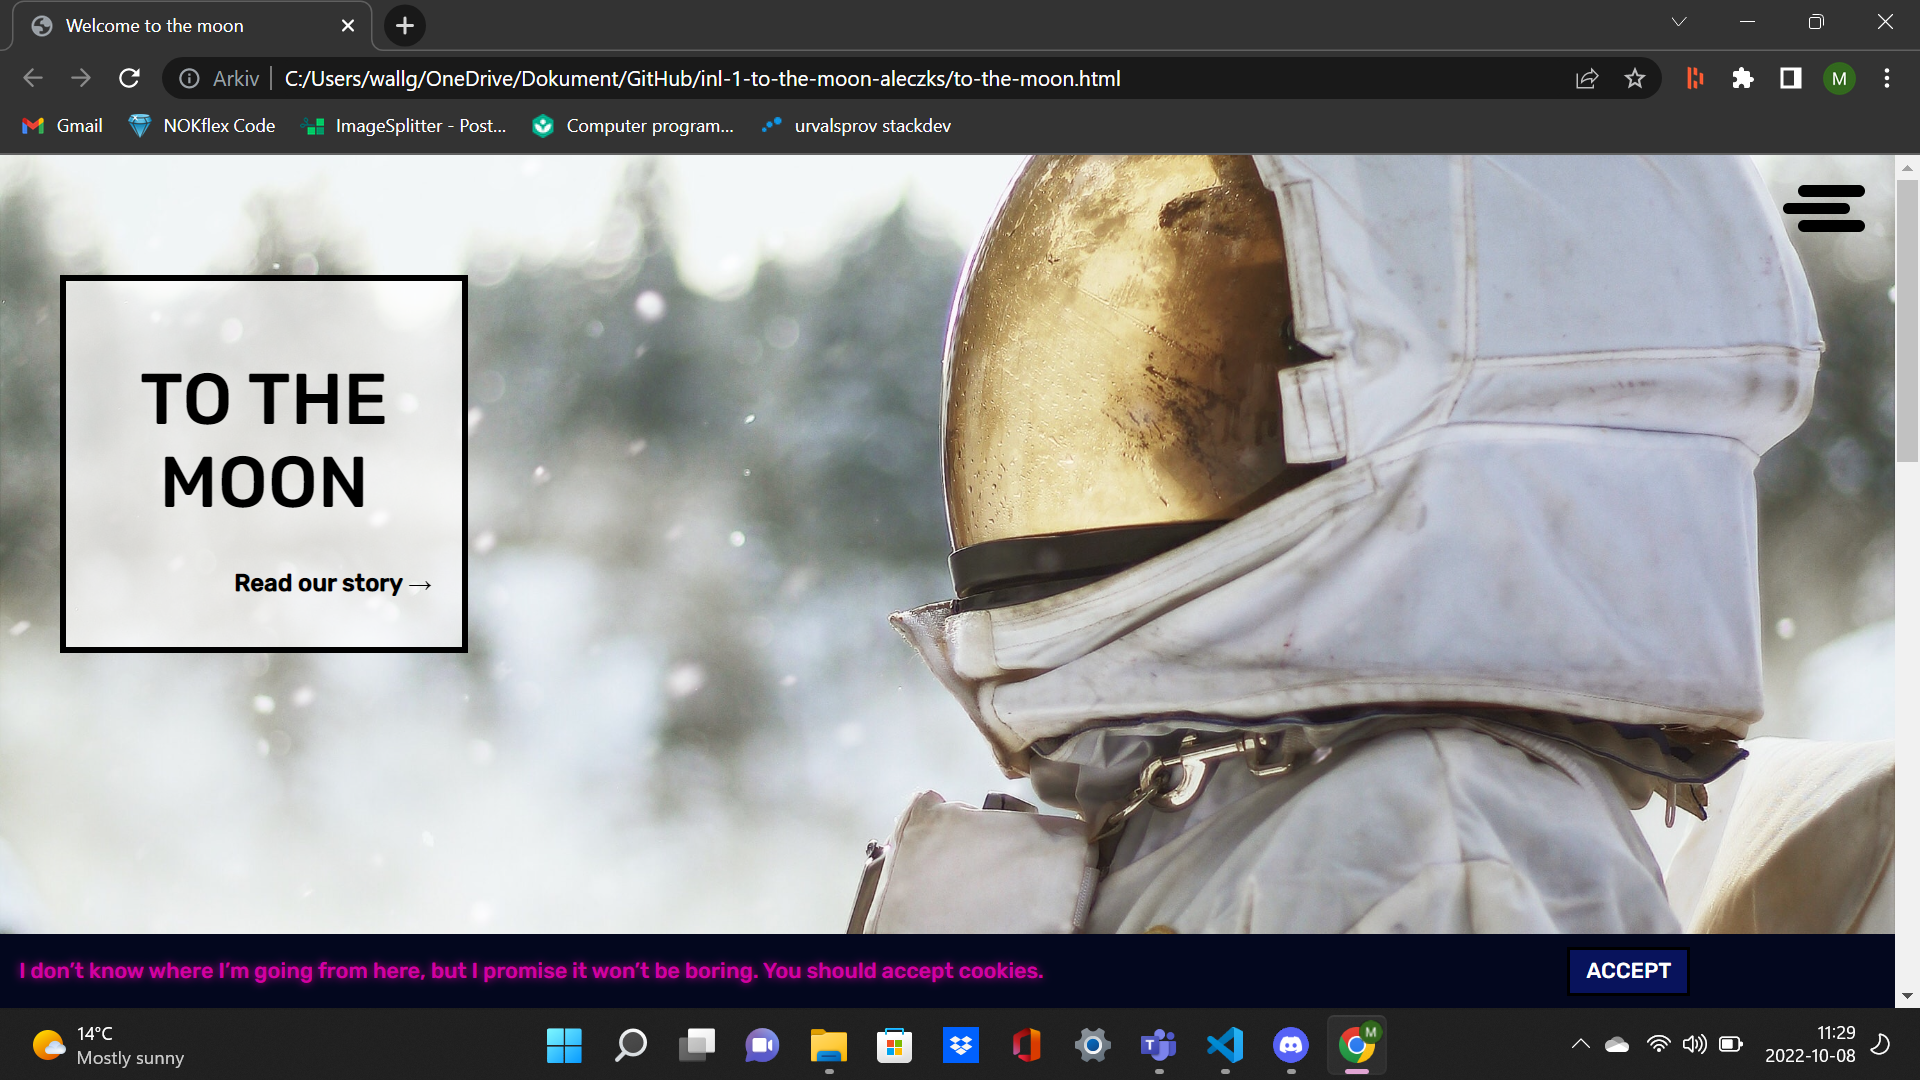 Welcome to the moon
Arkiv C:/Users/wallg/OneDrive/Dokument/GitHub/inl-1-to-the-moon-aleczks/to-the-moon.html
M
Gmail NOKflex Code ImageSplitter - Post... Computer program... urvalsprov stackdev
TO THE
MOON
Read our story →
I don’t know where I’m going from here, but I promise it won’t be boring. You should accept cookies.
ACCEPT
14°C
Mostly sunny
T
M
11:29
2022-10-08